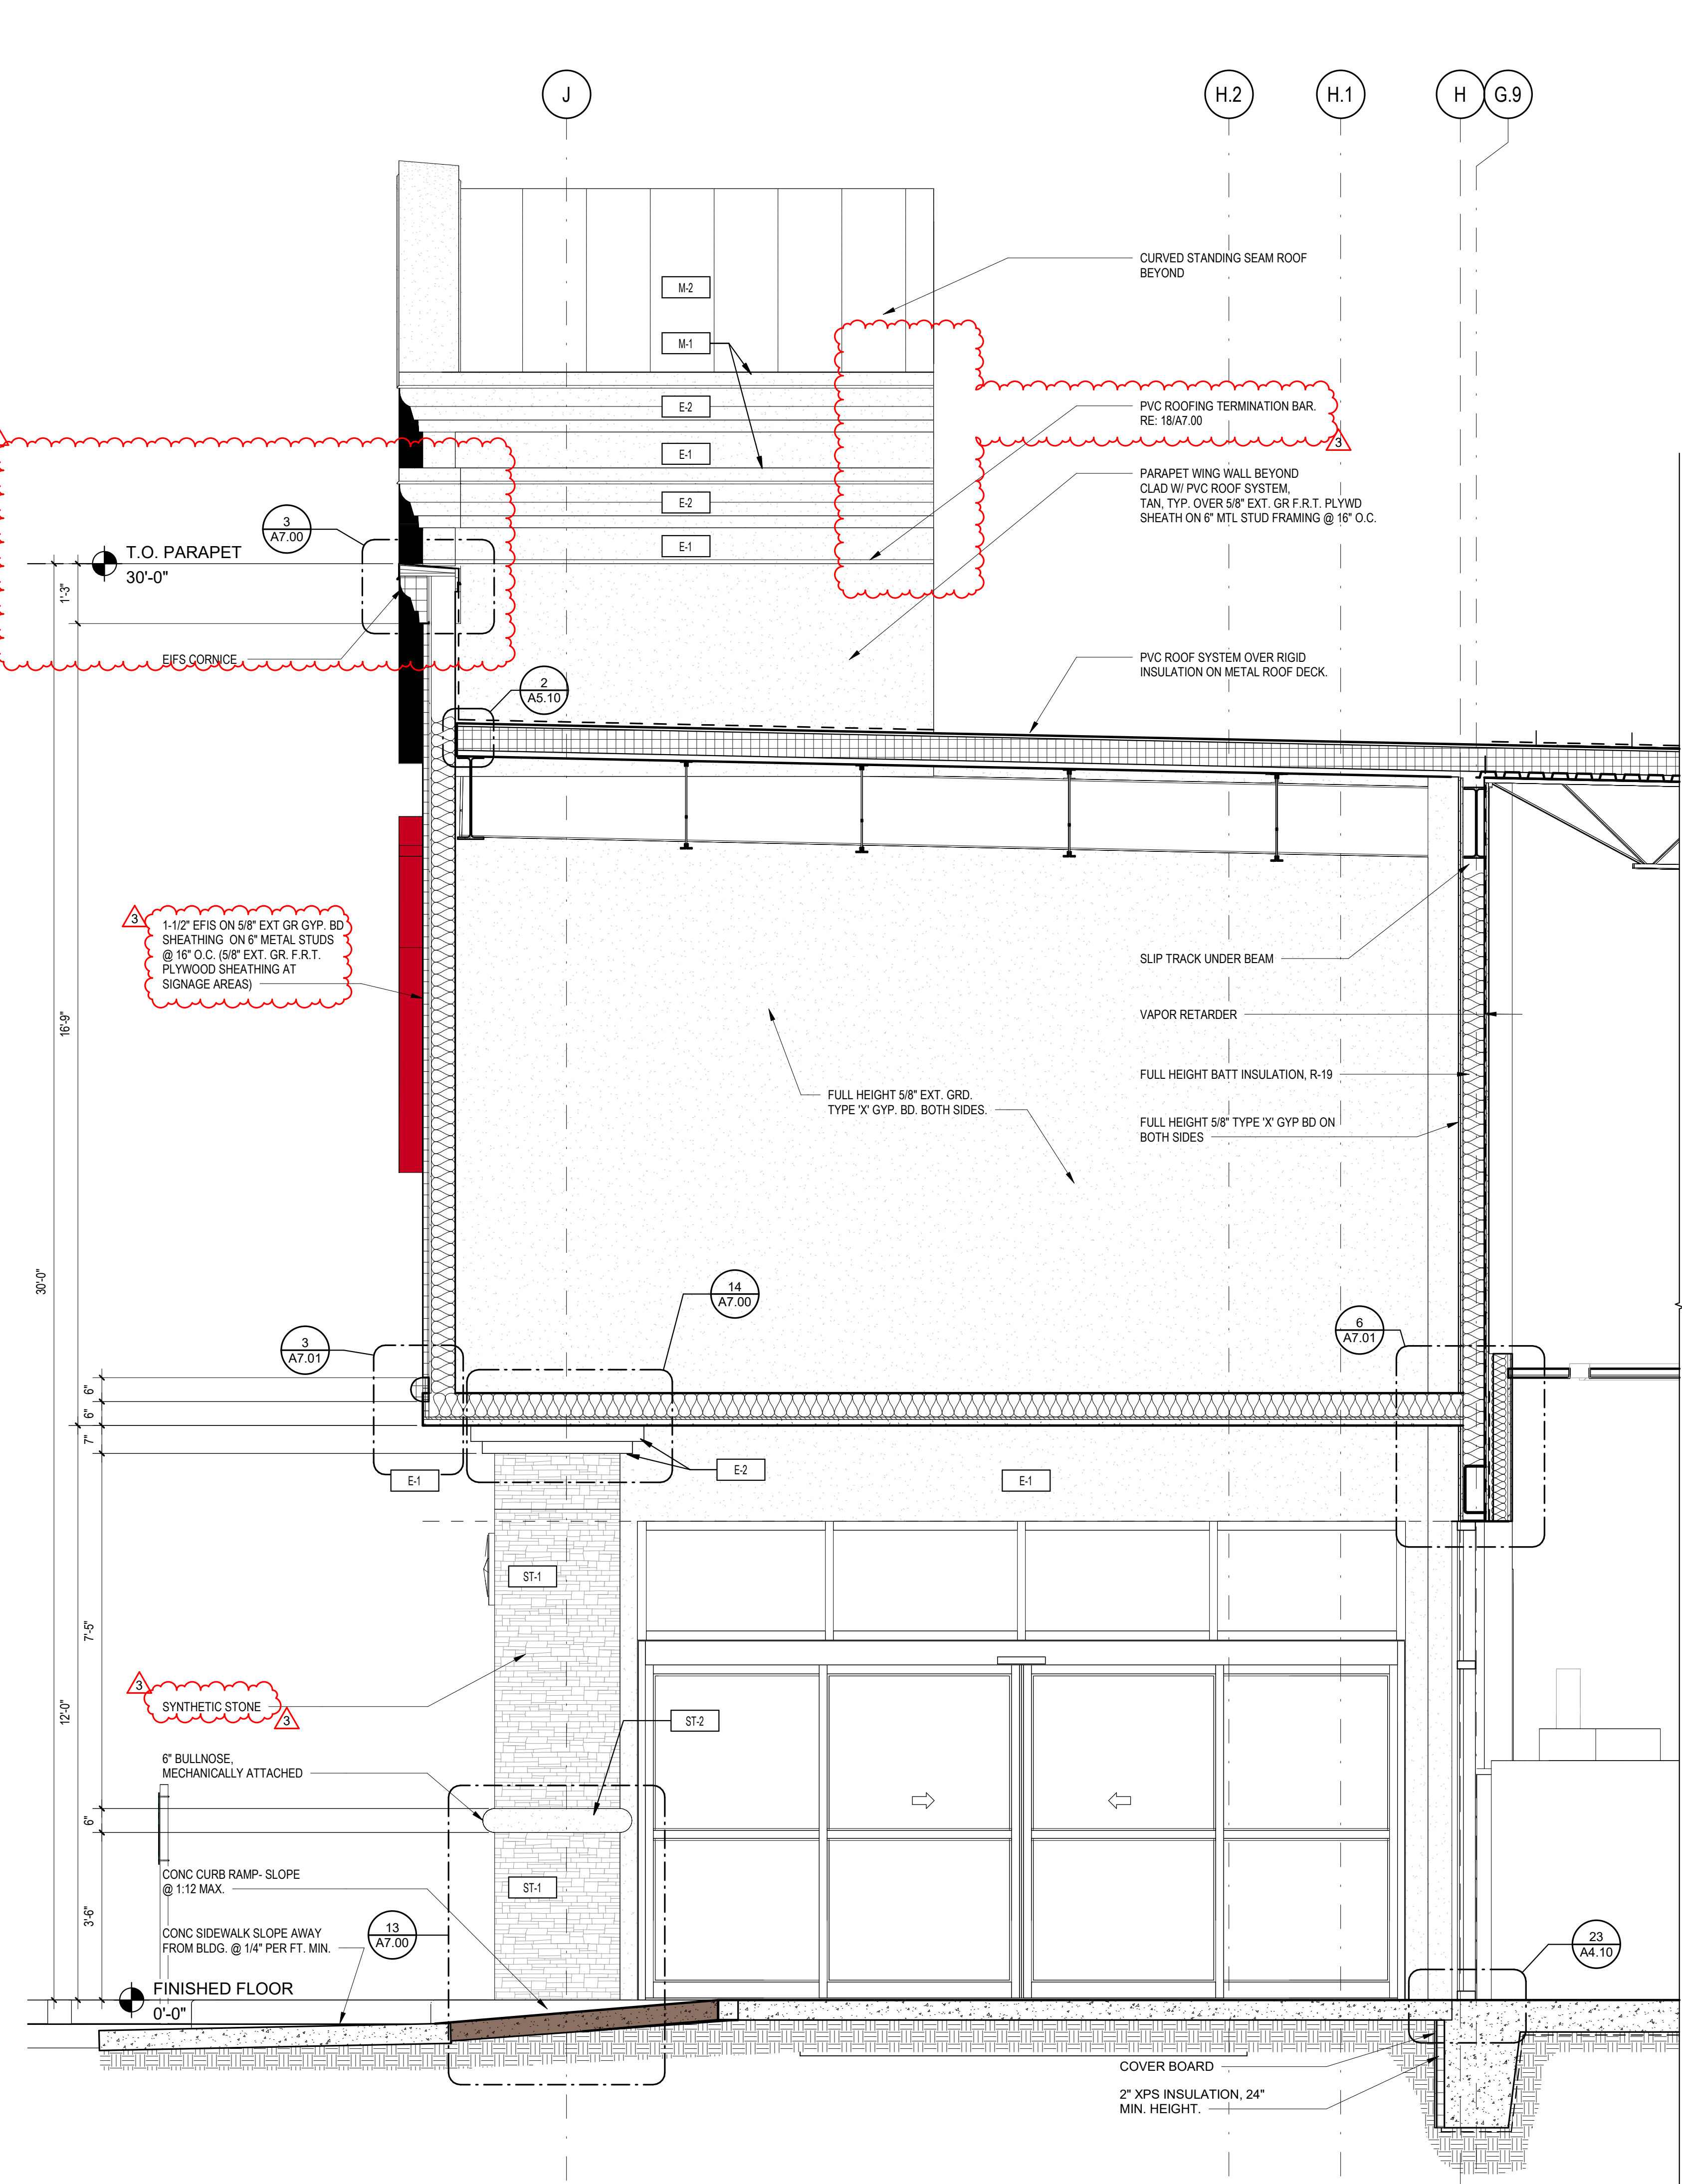 J
H.2
H.1
H
G.9
CURVED STANDING SEAM ROOF
BEYOND
M-2
M-1
E-2
E-1
E-2
E-1
PVC ROOFING TERMINATION BAR.
RE: 18/A7.00
3
PARAPET WING WALL BEYOND
CLAD W/ PVC ROOF SYSTEM,
TAN, TYP. OVER 5/8" EXT. GR F.R.T. PLYWD
SHEATH ON 6" MTL STUD FRAMING @ 16" O.C.
3
A7.00
T.O. PARAPET
30'-0"
1'-3"
EIFS CORNICE
2
A5.10
PVC ROOF SYSTEM OVER RIGID
INSULATION ON METAL ROOF DECK.
3
1-1/2" EFIS ON 5/8" EXT GR GYP. BD
SHEATHING ON 6" METAL STUDS
@ 16" O.C. (5/8" EXT. GR. F.R.T.
PLYWOOD SHEATHING AT
SIGNAGE AREAS)
SLIP TRACK UNDER BEAM
VAPOR RETARDER
16'-9"
FULL HEIGHT BATT INSULATION, R-19
FULL HEIGHT 5/8" EXT. GRD.
TYPE 'X' GYP. BD. BOTH SIDES.
FULL HEIGHT 5/8" TYPE 'X' GYP BD ON
BOTH SIDES
30'-0"
14
A7.00
3
A7.01
6
A7.01
6"
6"
7"
E-1
E-2
E-1
ST-1
7'-5"
3
SYNTHETIC STONE
3
12'-0"
ST-2
6" BULLNOSE,
MECHANICALLY ATTACHED
6"
CONC CURB RAMP- SLOPE
@ 1:12 MAX.
ST-1
3'-6"
CONC SIDEWALK SLOPE AWAY
FROM BLDG. @ 1/4" PER FT. MIN.
13
A7.00
23
A4.10
FINISHED FLOOR
0'-0"
COVER BOARD
2" XPS INSULATION, 24"
MIN. HEIGHT.